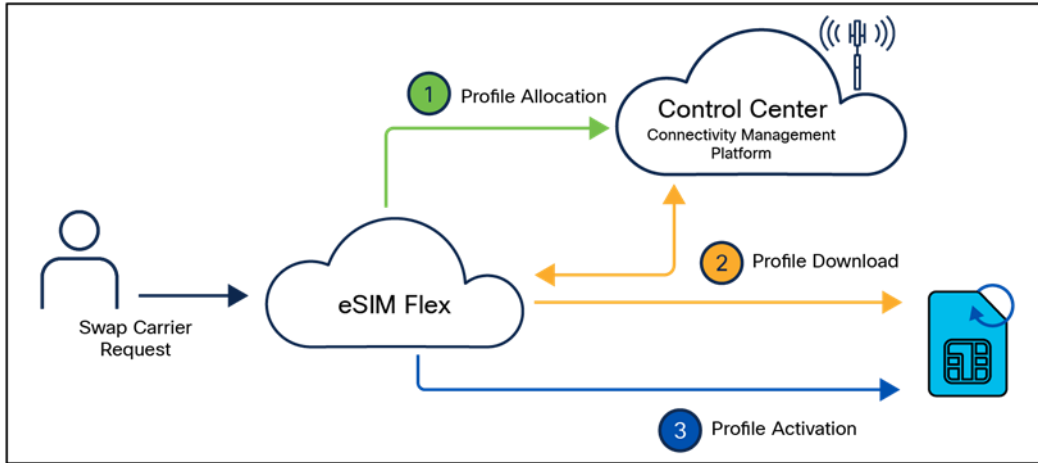 1
Profile Allocation
Control Center
Connectivity Management
Platform
2
Profile Download
eSIM Flex
Swap Carrier
Request
3
Profile Activation